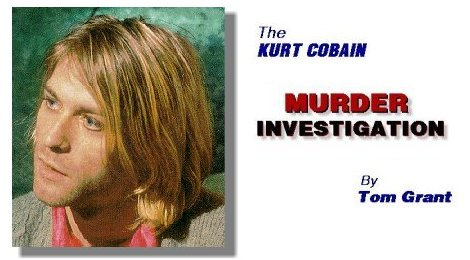 The
KURT COBAIN
MURDER
INVESTIGATION
By
Tom Grant